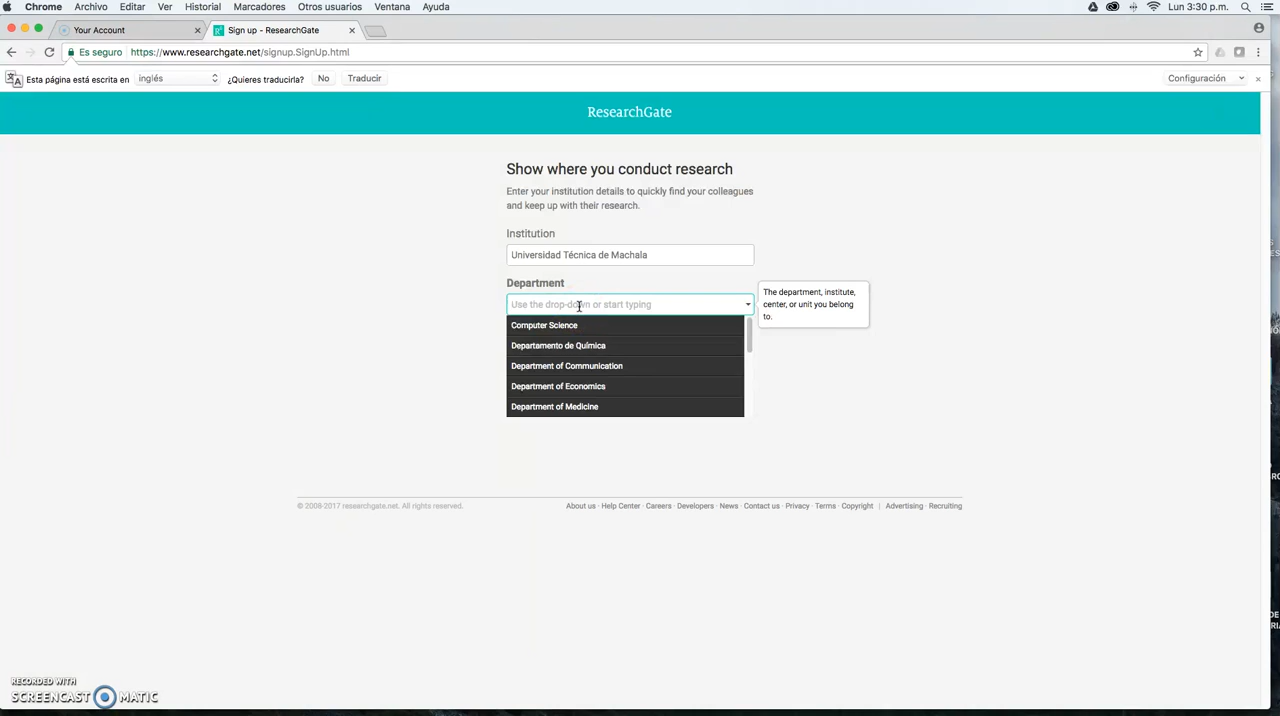 Chrome Archivo Editar Ver Historial Marcadores Otros usuarios Ventana Ayuda Lun 3:30 p.m.
Your Account × Sign up - ResearchGate ×
Es seguro https://www.researchgate.net/signup.SignUp.html
Esta página está escrita en inglés ¿Quieres traducirla? No Traducir Configuración ×
ResearchGate
Show where you conduct research
Enter your institution details to quickly find your colleagues
and keep up with their research.
Institution
Universidad Técnica de Machala
Department
Use the drop-down or start typing
The department, institute,
center, or unit you belong
to.
Computer Science
Departamento de Química
Department of Communication
Department of Economics
Department of Medicine
© 2008-2017 researchgate.net. All rights reserved. About us · Help Center · Careers · Developers · News · Contact us · Privacy · Terms · Copyright | Advertising · Recruiting
RECORDED WITH
SCREENCAST MATIC